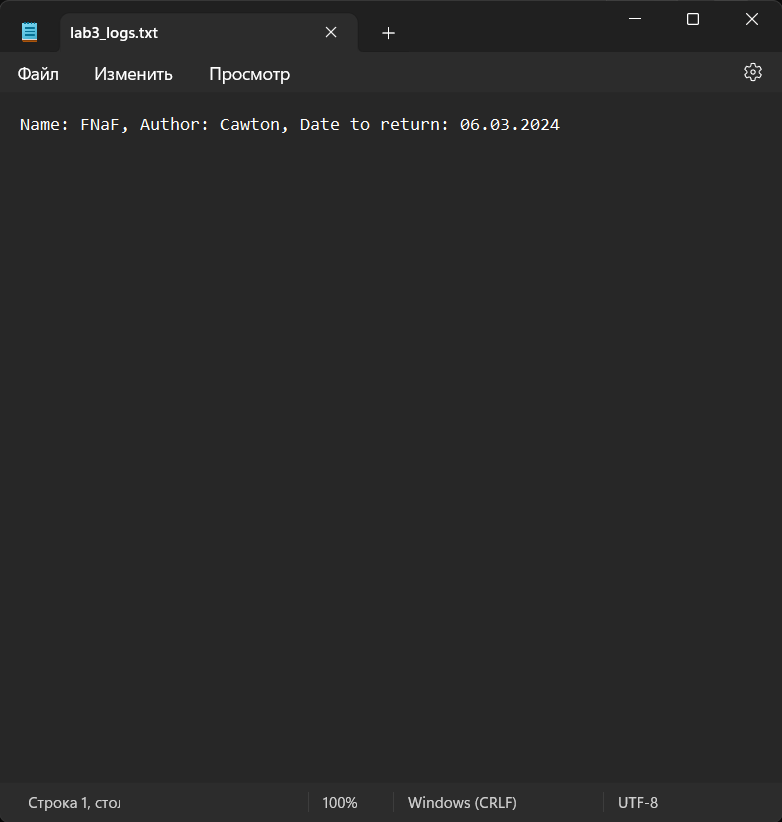 lab3_logs.txt
Файл Изменить Просмотр
Name: FNaF, Author: Cawton, Date to return: 06.03.2024
Строка 1, 100% Windows (CRLF) UTF-8